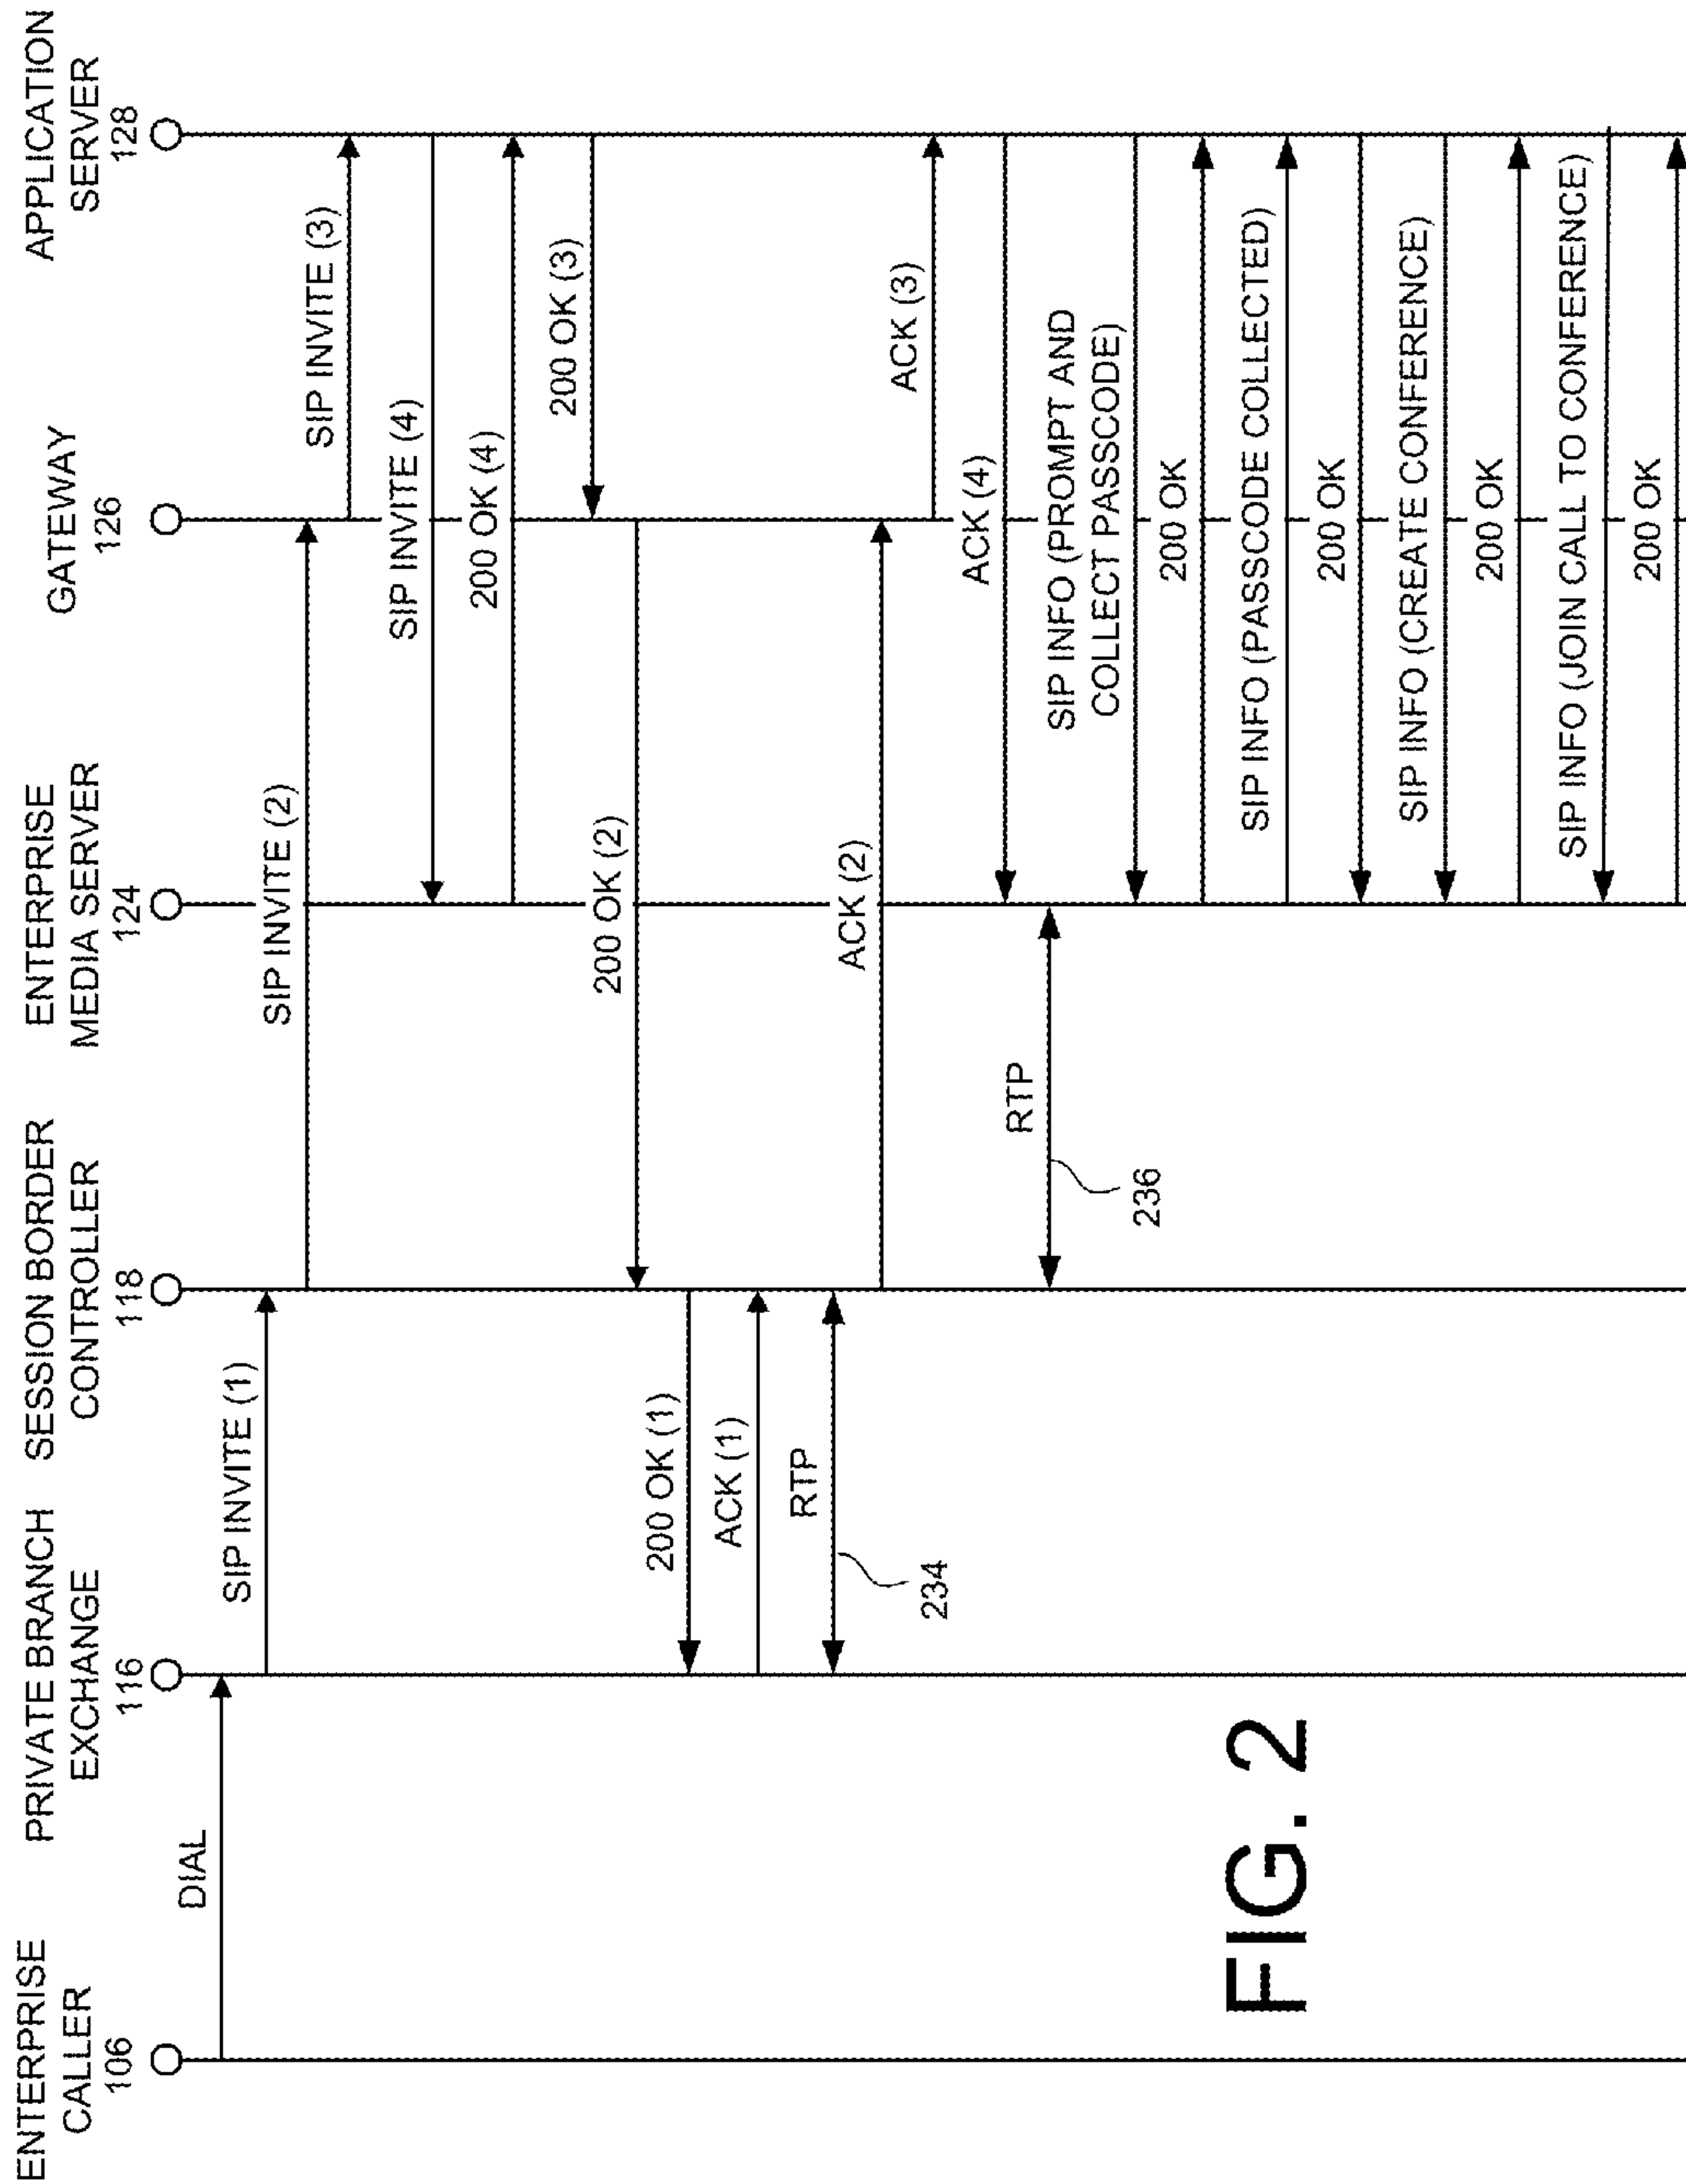 ENTERPRISE
CALLER
106
PRIVATE BRANCH
EXCHANGE
116
SESSION BORDER
CONTROLLER
118
ENTERPRISE
MEDIA SERVER
124
GATEWAY
126
APPLICATION
SERVER
128
DIAL
SIP INVITE (1)
SIP INVITE (2)
SIP INVITE (3)
SIP INVITE (4)
200 OK (4)
200 OK (3)
200 OK (2)
200 OK (1)
ACK (1)
RTP
234
ACK (2)
ACK (3)
ACK (4)
RTP
236
SIP INFO (PROMPT AND
COLLECT PASSCODE)
200 OK
SIP INFO (PASSCODE COLLECTED)
200 OK
SIP INFO (CREATE CONFERENCE)
200 OK
SIP INFO (JOIN CALL TO CONFERENCE)
200 OK
FIG. 2